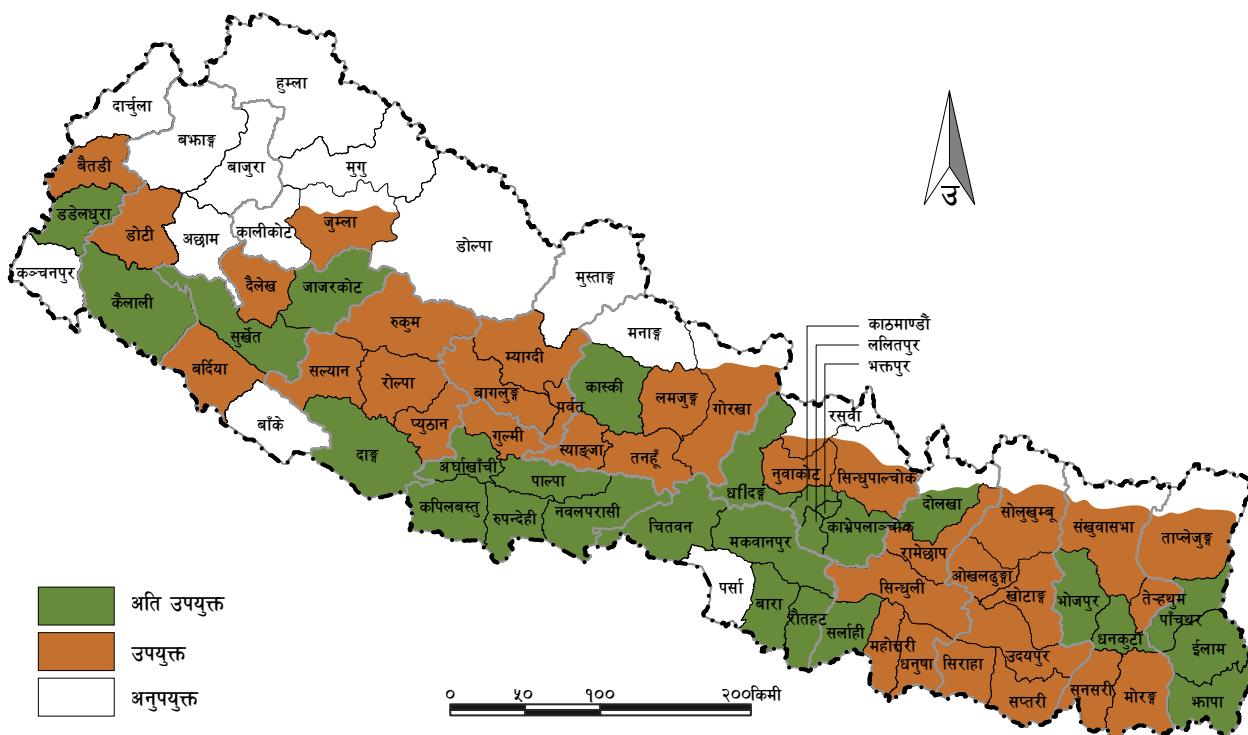 हुम्ला
दार्चुला
बझाङ्ग
बाजुरा
मुगु
बैतडी
डडेलधुरा
डोटी
अछाम
कालीकोट
जुम्ला
डोल्पा
कञ्चनपुर
कैलाली
दैलेख
जाजरकोट
मुस्ताङ्ग
मनाङ्ग
सुर्खेत
रुकुम
म्याग्दी
बर्दिया
सल्यान
रोल्पा
बागलुङ्ग
पर्वत
कास्की
लमजुङ्ग
गोरखा
बाँके
प्युठान
गुल्मी
स्याङ्जा
तनहूँ
दाङ्ग
अर्घाखाँची
पाल्पा
कपिलबस्तु
रुपन्देही
नवलपरासी
चितवन
धादिङ्ग
नुवाकोट
रसुवा
सिन्धुपाल्चोक
काठमाण्डौं
ललितपुर
भक्तपुर
उ
मकवानपुर
काभ्रेपलाञ्चोक
दोलखा
रामेछाप
सोलुखुम्बू
संखुवासभा
ताप्लेजुङ्ग
पर्सा
बारा
रौतहट
सर्लाही
सिन्धुली
ओखलढुङ्गा
खोटाङ्ग
भोजपुर
तेऱ्हथुम
पाँचथर
धनकुटा
ईलाम
महोत्तरी
धनुषा
सिराहा
उदयपुर
सप्तरी
सुनसरी
मोरङ्ग
झापा
अति उपयुक्त
उपयुक्त
अनुपयुक्त
० ५० १०० २००किमी